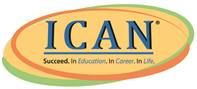 ICAN®
Succeed. In Education. In Career. In Life.